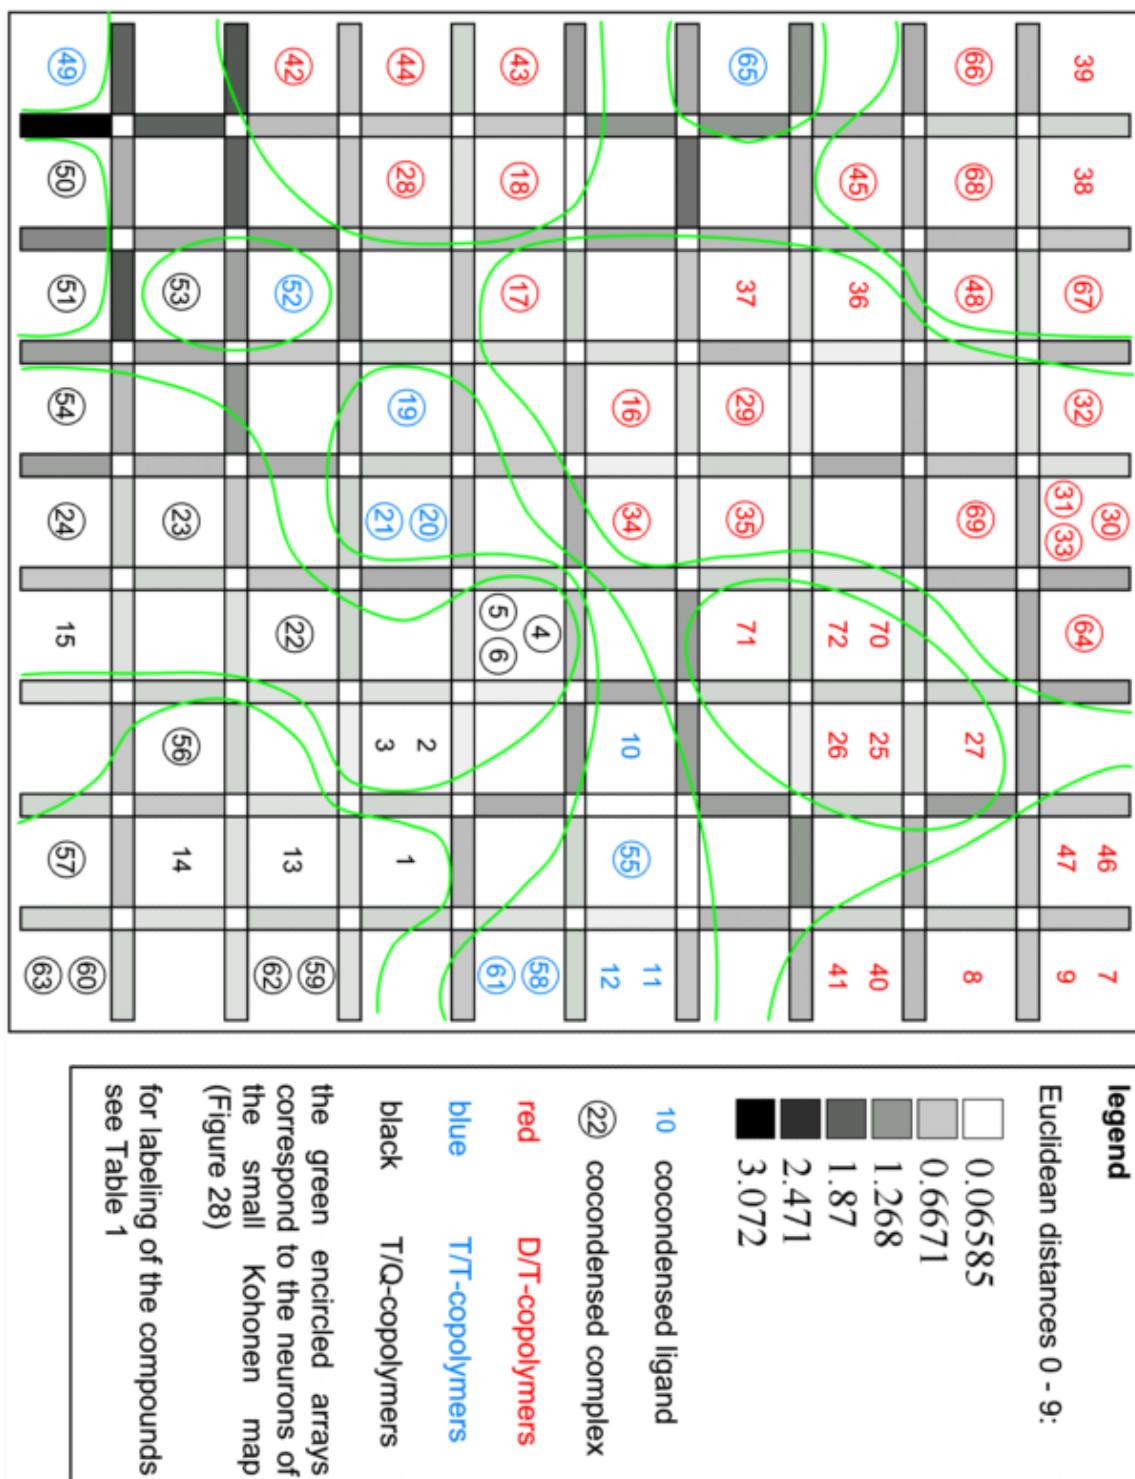 39 38 67 32 30 31 33 64 46 47 7 9
66 68 48 69 27 8
45 36 70 72 25 26 40 41
65 37 29 35 71
16 34 10 55 11 12
43 18 17 4 5 6 58 61
44 28 19 20 21 2 3 1
42 52 22 13 59 62
53 23 56 14
49 50 51 54 24 15 57 60 63
legend
Euclidean distances 0 - 9:
0.06585
0.6671
1.268
1.87
2.471
3.072
10 cocondensed ligand
22 cocondensed complex
red D/T-copolymers
blue T/T-copolymers
black T/Q-copolymers
the green encircled arrays
correspond to the neurons of
the small Kohonen map
(Figure 28)
for labeling of the compounds
see Table 1